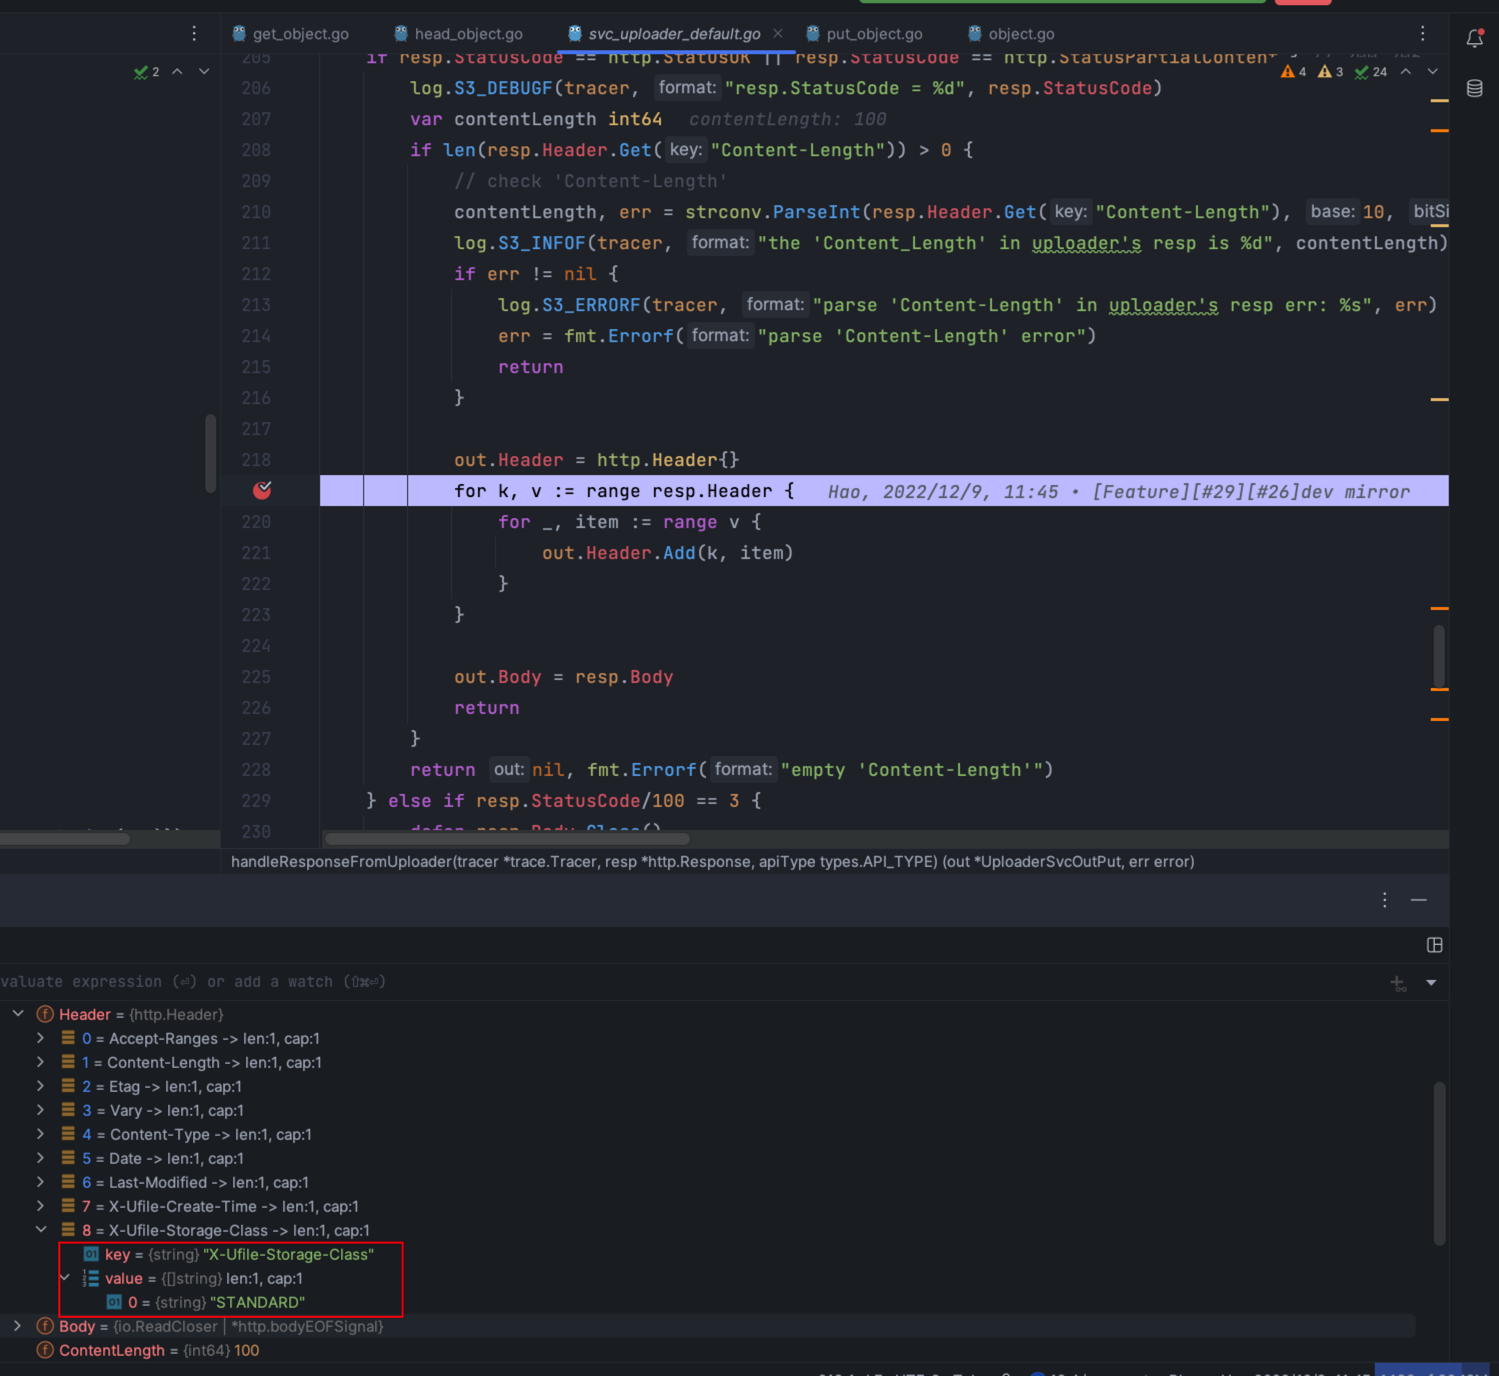 get_object.go head_object.go svc_uploader_default.go put_object.go object.go
2
4 3 24
205 if resp.StatusCode == http.StatusOK || resp.StatusCode == http.StatusPartialContent
206 log.S3_DEBUGF(tracer, format: "resp.StatusCode = %d", resp.StatusCode)
207 var contentLength int64 contentLength: 100
208 if len(resp.Header.Get( key: "Content-Length")) > 0 {
209 // check 'Content-Length'
210 contentLength, err = strconv.ParseInt(resp.Header.Get( key: "Content-Length"), base: 10, bitSi
211 log.S3_INFOF(tracer, format: "the 'Content_Length' in uploader's resp is %d", contentLength)
212 if err != nil {
213 log.S3_ERRORF(tracer, format: "parse 'Content-Length' in uploader's resp err: %s", err)
214 err = fmt.Errorf( format: "parse 'Content-Length' error")
215 return
216 }
217
218 out.Header = http.Header{}
for k, v := range resp.Header { Hao, 2022/12/9, 11:45 • [Feature][#29][#26]dev mirror
220 for _, item := range v {
221 out.Header.Add(k, item)
222 }
223 }
224
225 out.Body = resp.Body
226 return
227 }
228 return out: nil, fmt.Errorf( format: "empty 'Content-Length'")
229 } else if resp.StatusCode/100 == 3 {
230 defer resp.Body.Close()
handleResponseFromUploader(tracer *trace.Tracer, resp *http.Response, apiType types.API_TYPE) (out *UploaderSvcOutPut, err error)
valuate expression (⏎) or add a watch (⇧⌘⏎)
Header = {http.Header}
0 = Accept-Ranges -> len:1, cap:1
1 = Content-Length -> len:1, cap:1
2 = Etag -> len:1, cap:1
3 = Vary -> len:1, cap:1
4 = Content-Type -> len:1, cap:1
5 = Date -> len:1, cap:1
6 = Last-Modified -> len:1, cap:1
7 = X-Ufile-Create-Time -> len:1, cap:1
8 = X-Ufile-Storage-Class -> len:1, cap:1
key = {string} "X-Ufile-Storage-Class"
value = {[]string} len:1, cap:1
0 = {string} "STANDARD"
Body = {io.ReadCloser | *http.bodyEOFSignal}
ContentLength = {int64} 100